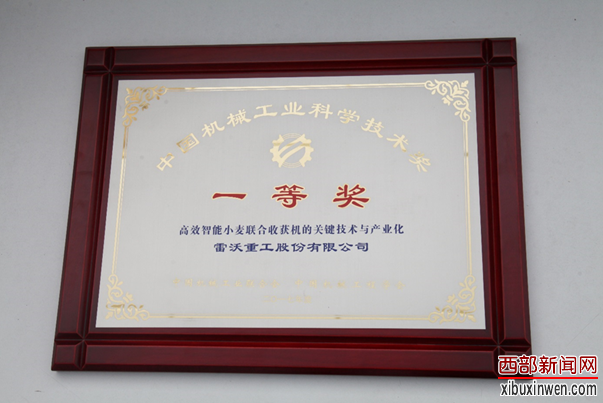 中国机械工业科学技术奖
一等奖
高效智能小麦联合收获机的关键技术与产业化
雷沃重工股份有限公司
西部新闻网
xibuxinwen.com